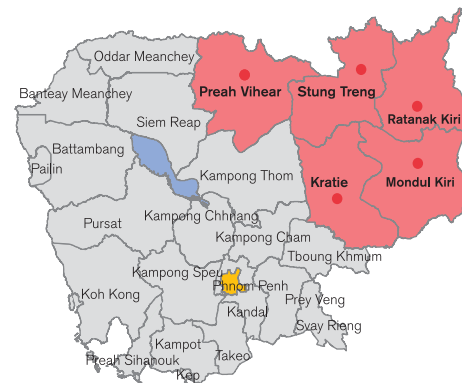 Oddar Meanchey
Preah Vihear
Stung Treng
Banteay Meanchey
Ratanak Kiri
Siem Reap
Battambang
Pailin
Kampong Thom
Kratie
Mondul Kiri
Pursat
Kampong Chhnang
Kampong Cham
Tboung Khmum
Kampong Speu
Phnom Penh
Koh Kong
Prey Veng
Kandal
Svay Rieng
Kampot
Preah Sihanouk
Takeo
Kep